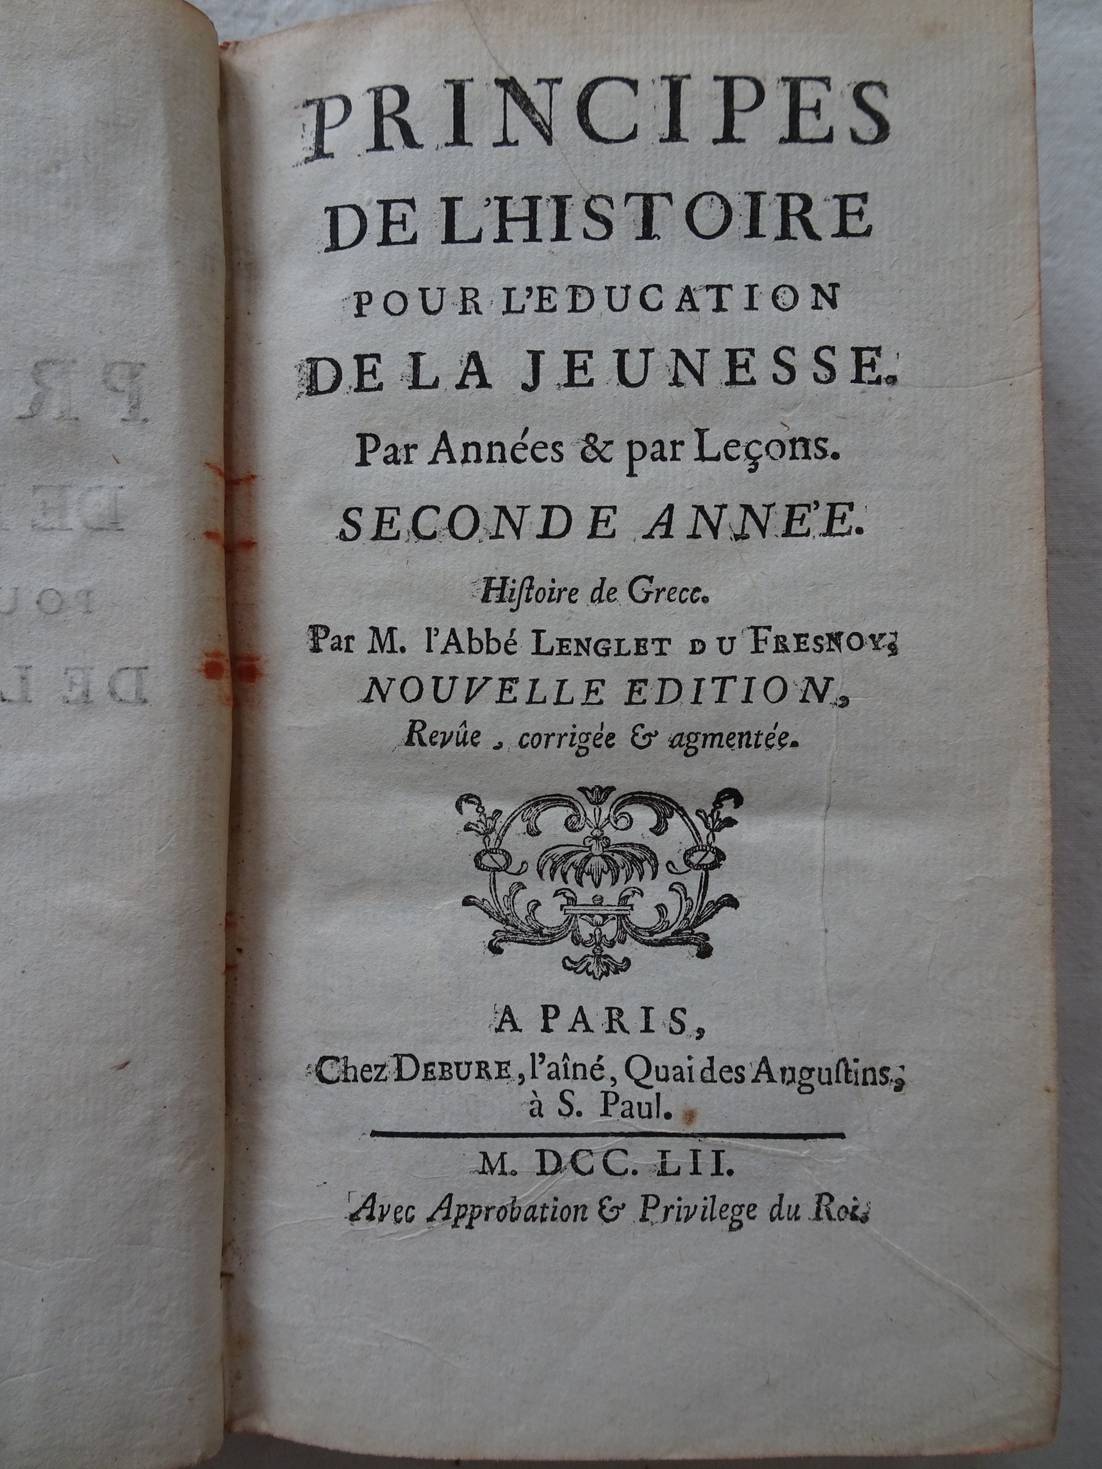 PRINCIPES
DE L'HISTOIRE
POUR L'EDUCATION
DE LA JEUNESSE.
Par Années & par Leçons.
SECONDE ANNE'E.
Hiſtoire de Grece.
Par M. l'Abbé LENGLET DU FRESNOY;
NOUVELLE EDITION,
Revûe, corrigée & agmentée.
A PARIS,
Chez DEBURE, l'aîné, Quai des Auguſtins,
à S. Paul.
M. DCC. LII.
Avec Approbation & Privilege du Roi.